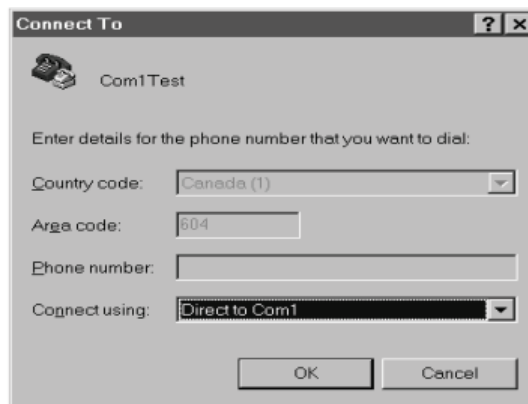 Connect To
Com1Test
Enter details for the phone number that you want to dial:
Country code: Canada (1)
Area code: 604
Phone number:
Connect using: Direct to Com1
OK Cancel